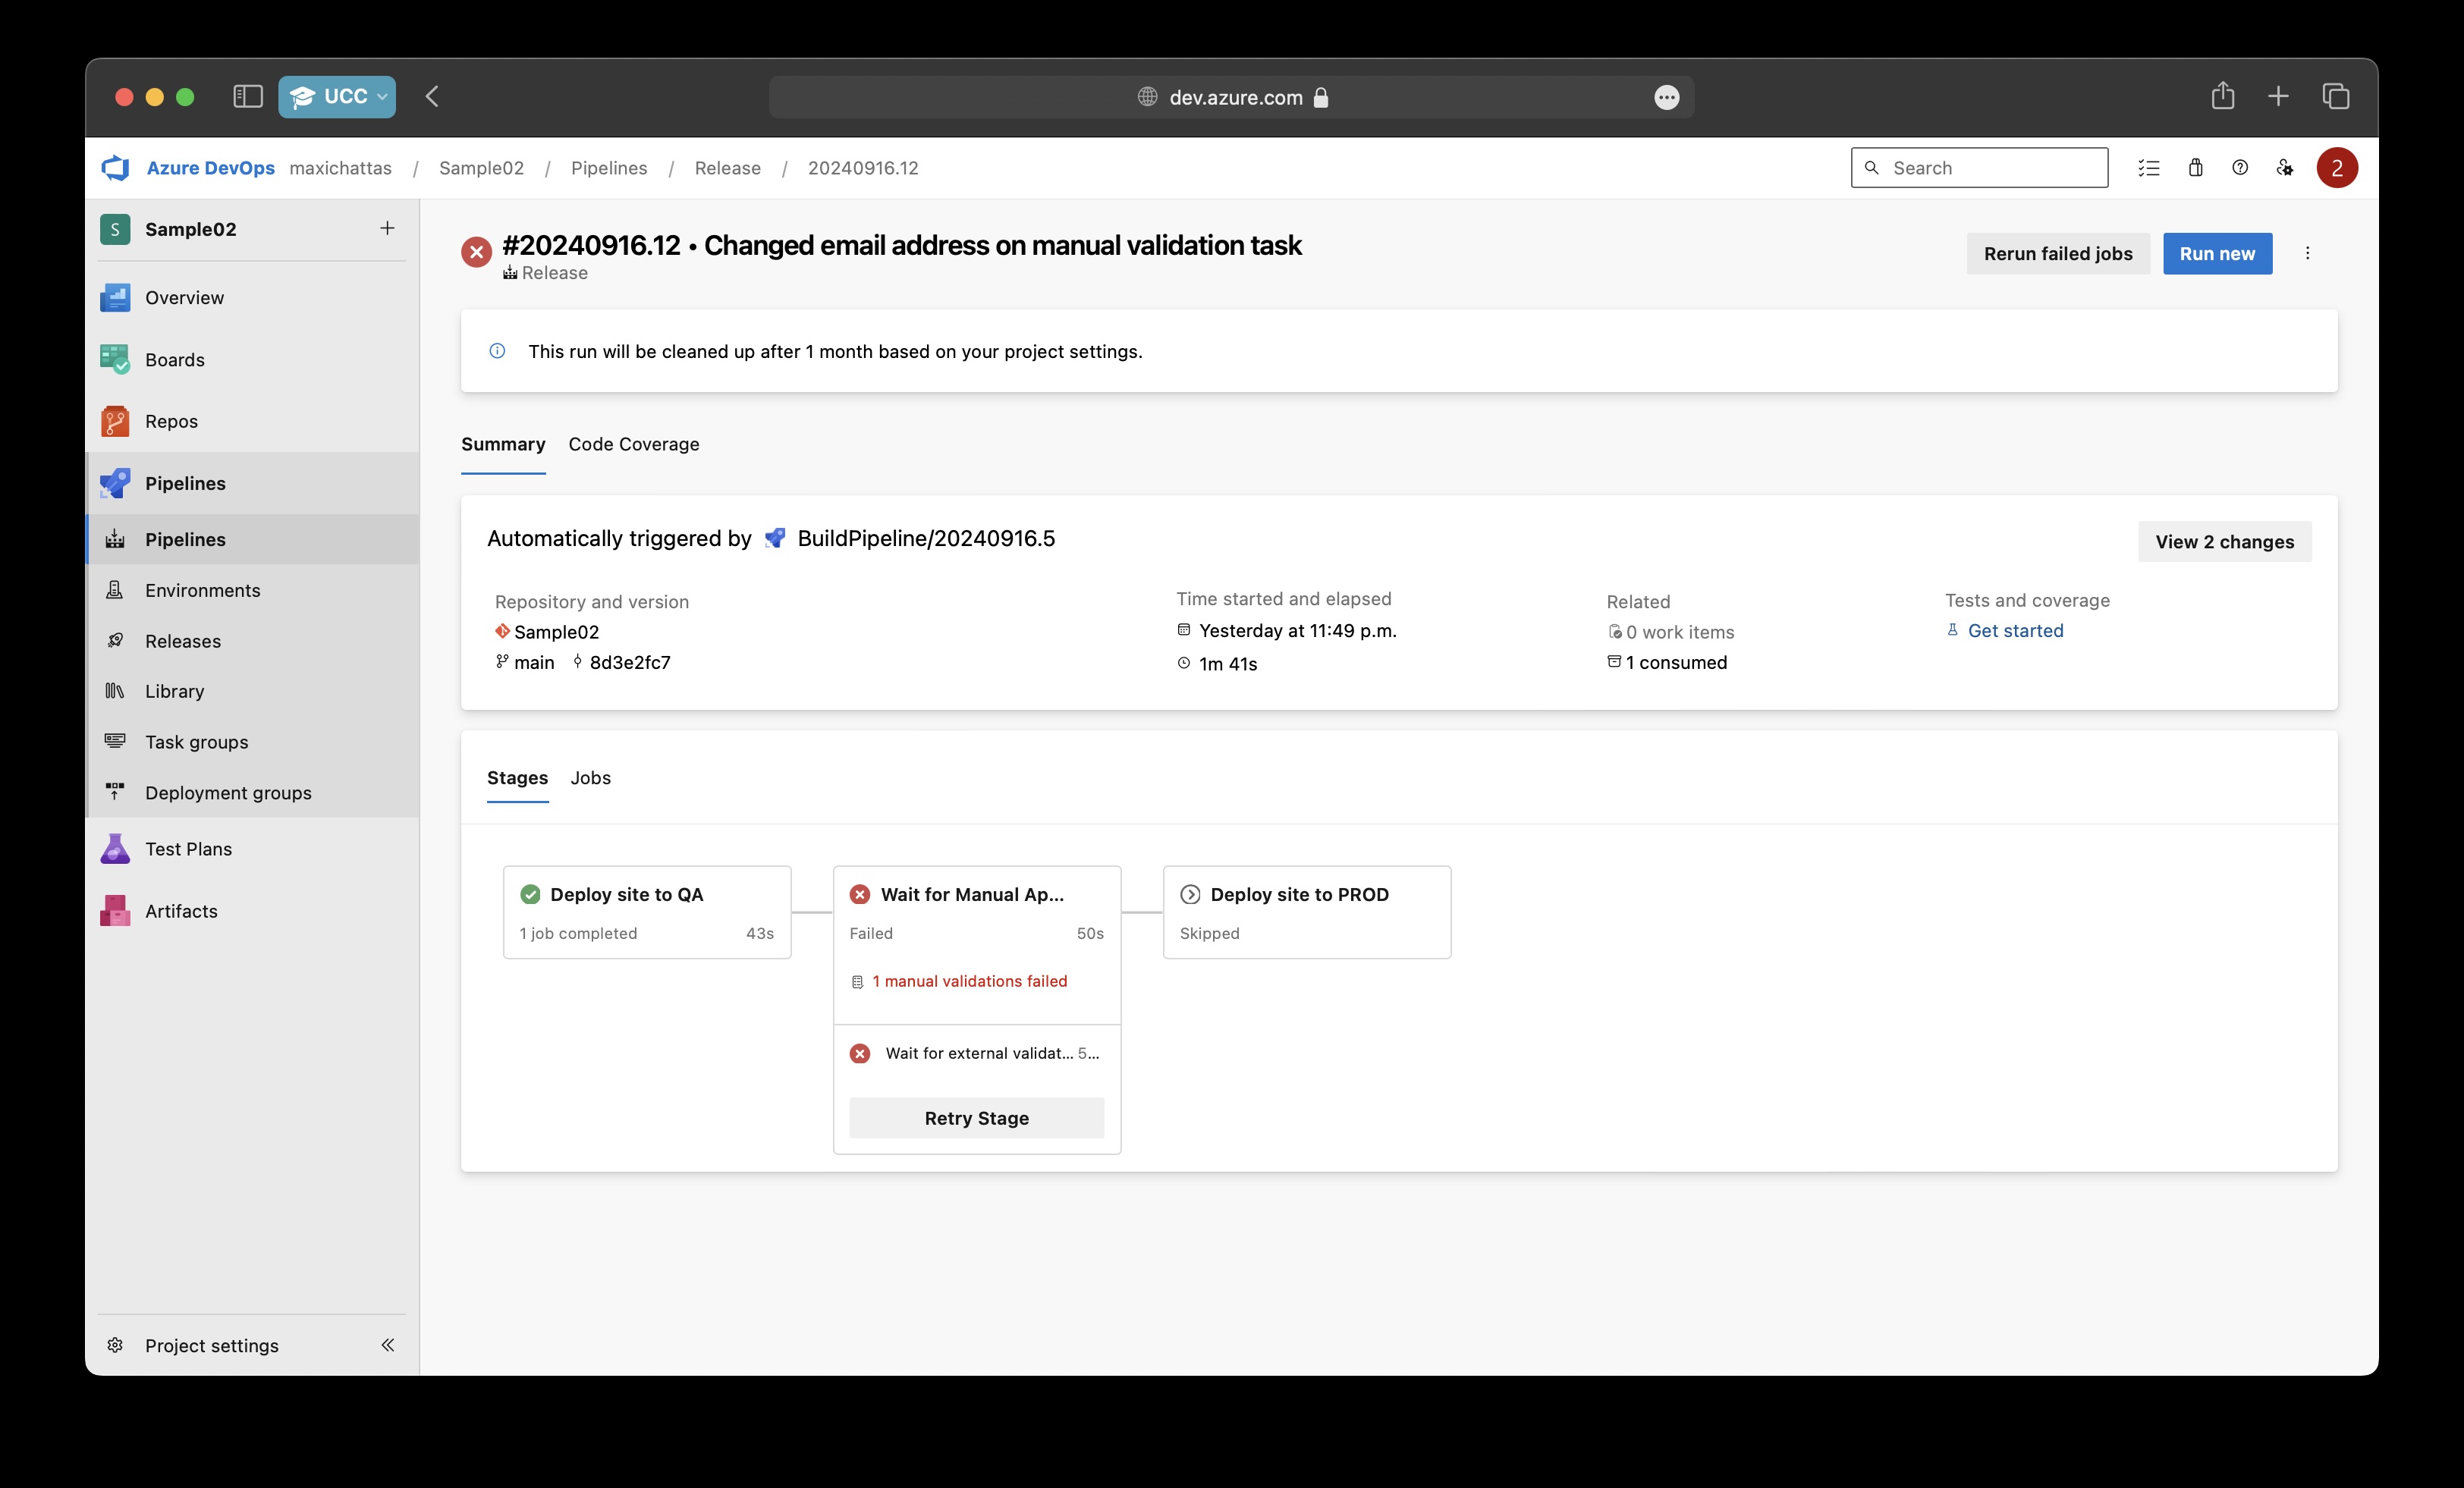 UCC
dev.azure.com
Azure DevOps maxichattas / Sample02 / Pipelines / Release / 20240916.12
Search
2
S Sample02
Overview
Boards
Repos
Pipelines
Pipelines
Environments
Releases
Library
Task groups
Deployment groups
Test Plans
Artifacts
Project settings
#20240916.12 • Changed email address on manual validation task
Release
Rerun failed jobs
Run new
This run will be cleaned up after 1 month based on your project settings.
Summary Code Coverage
Automatically triggered by BuildPipeline/20240916.5
View 2 changes
Repository and version
Sample02
main 8d3e2fc7
Time started and elapsed
Yesterday at 11:49 p.m.
1m 41s
Related
0 work items
1 consumed
Tests and coverage
Get started
Stages Jobs
Deploy site to QA
1 job completed 43s
Wait for Manual Ap...
Failed 50s
1 manual validations failed
Wait for external validat... 5...
Retry Stage
Deploy site to PROD
Skipped